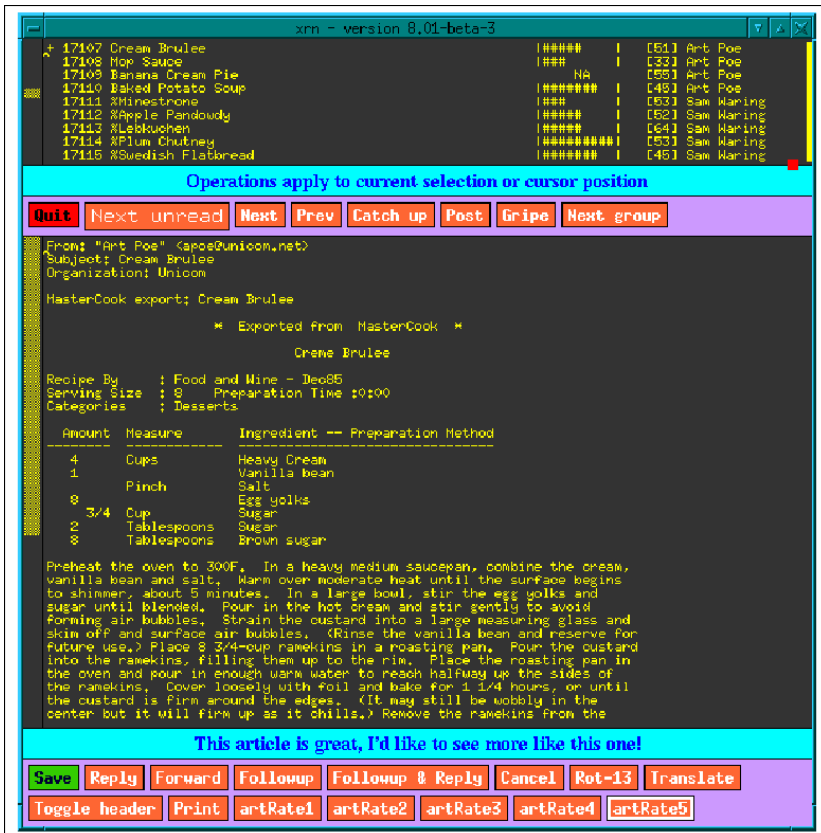 xrn - version 8.01-beta-3
+ 17107 Cream Brulee |##### | [51] Art Poe
17108 Mop Sauce |### | [33] Art Poe
17109 Banana Cream Pie NA [55] Art Poe
17110 Baked Potato Soup |####### | [45] Art Poe
17111 %Minestrone |### [53] Sam Waring
17112 %Apple Pandowdy |##### | [52] Sam Waring
17113 %Lebkuchen |##### | [64] Sam Waring
17114 %Plum Chutney |#########| [53] Sam Waring
17115 %Swedish Flatbread |####### | [45] Sam Waring
Operations apply to current selection or cursor position
Quit Next unread Next Prev Catch up Post Gripe Next group
From: "Art Poe" <apoe@unicom.net>
Subject: Cream Brulee
Organization: Unicom
MasterCook export: Cream Brulee
* Exported from MasterCook *
Creme Brulee
Recipe By : Food and Wine - Dec85
Serving Size : 8 Preparation Time :0:00
Categories : Desserts
Amount Measure Ingredient -- Preparation Method
-------- ------------ --------------------------------
4 Cups Heavy Cream
1 Vanilla bean
Pinch Salt
8 Egg yolks
3/4 Cup Sugar
2 Tablespoons Sugar
8 Tablespoons Brown sugar
Preheat the oven to 300F. In a heavy medium saucepan, combine the cream,
vanilla bean and salt. Warm over moderate heat until the surface begins
to shimmer, about 5 minutes. In a large bowl, stir the egg yolks and
sugar until blended. Pour in the hot cream and stir gently to avoid
forming air bubbles. Strain the custard into a large measuring glass and
skim off and surface air bubbles. (Rinse the vanilla bean and reserve for
future use.) Place 8 3/4-cup ramekins in a roasting pan. Pour the custard
into the ramekins, filling them up to the rim. Place the roasting pan in
the oven and pour in enough warm water to reach halfway up the sides of
the ramekins. Cover loosely with foil and bake for 1 1/4 hours, or until
the custard is firm around the edges. (It may still be wobbly in the
center but it will firm up as it chills.) Remove the ramekins from the
This article is great, I'd like to see more like this one!
Save Reply Forward Followup Followup & Reply Cancel Rot-13 Translate
Toggle header Print artRate1 artRate2 artRate3 artRate4 artRate5